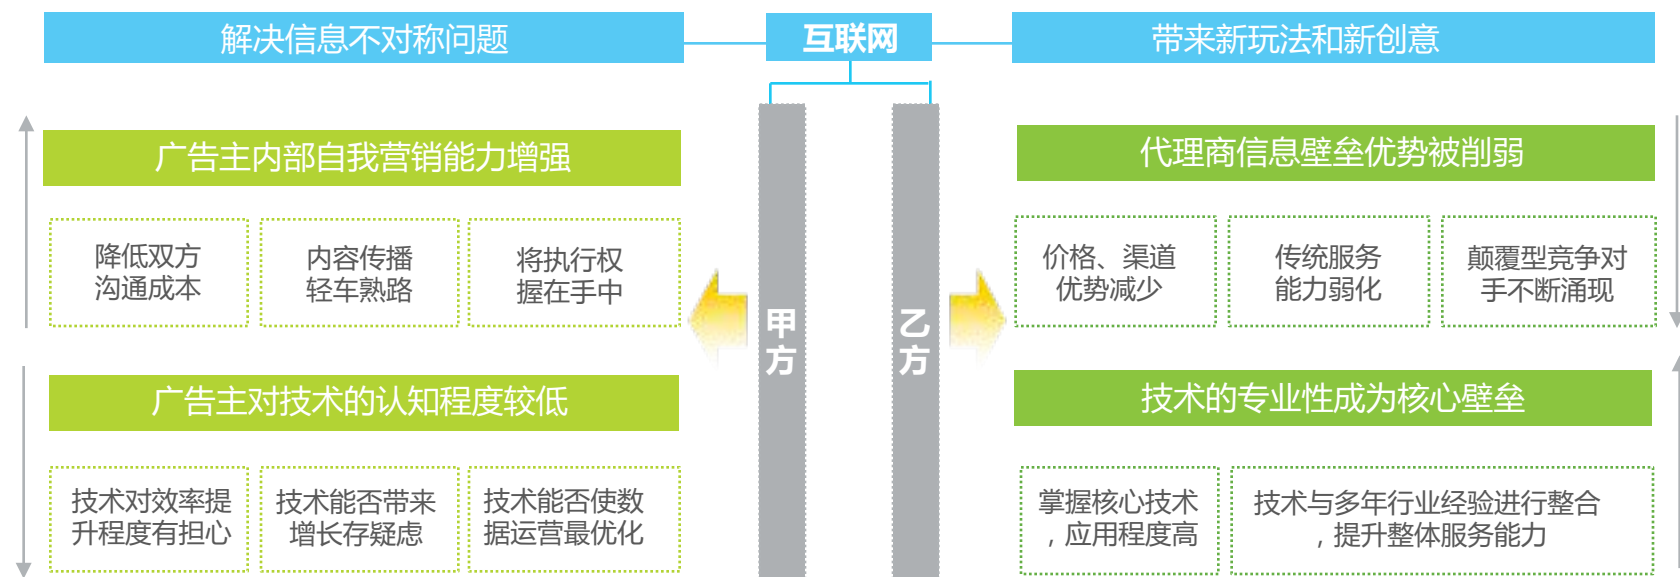 解决信息不对称问题
互联网
带来新玩法和新创意
广告主内部自我营销能力增强
降低双方
沟通成本
内容传播
轻车熟路
将执行权
握在手中
广告主对技术的认知程度较低
技术对效率提
升程度有担心
技术能否带来
增长存疑虑
技术能否使数
据运营最优化
甲
方
乙
方
代理商信息壁垒优势被削弱
价格、渠道
优势减少
传统服务
能力弱化
颠覆型竞争对
手不断涌现
技术的专业性成为核心壁垒
掌握核心技术
，应用程度高
技术与多年行业经验进行整合
，提升整体服务能力